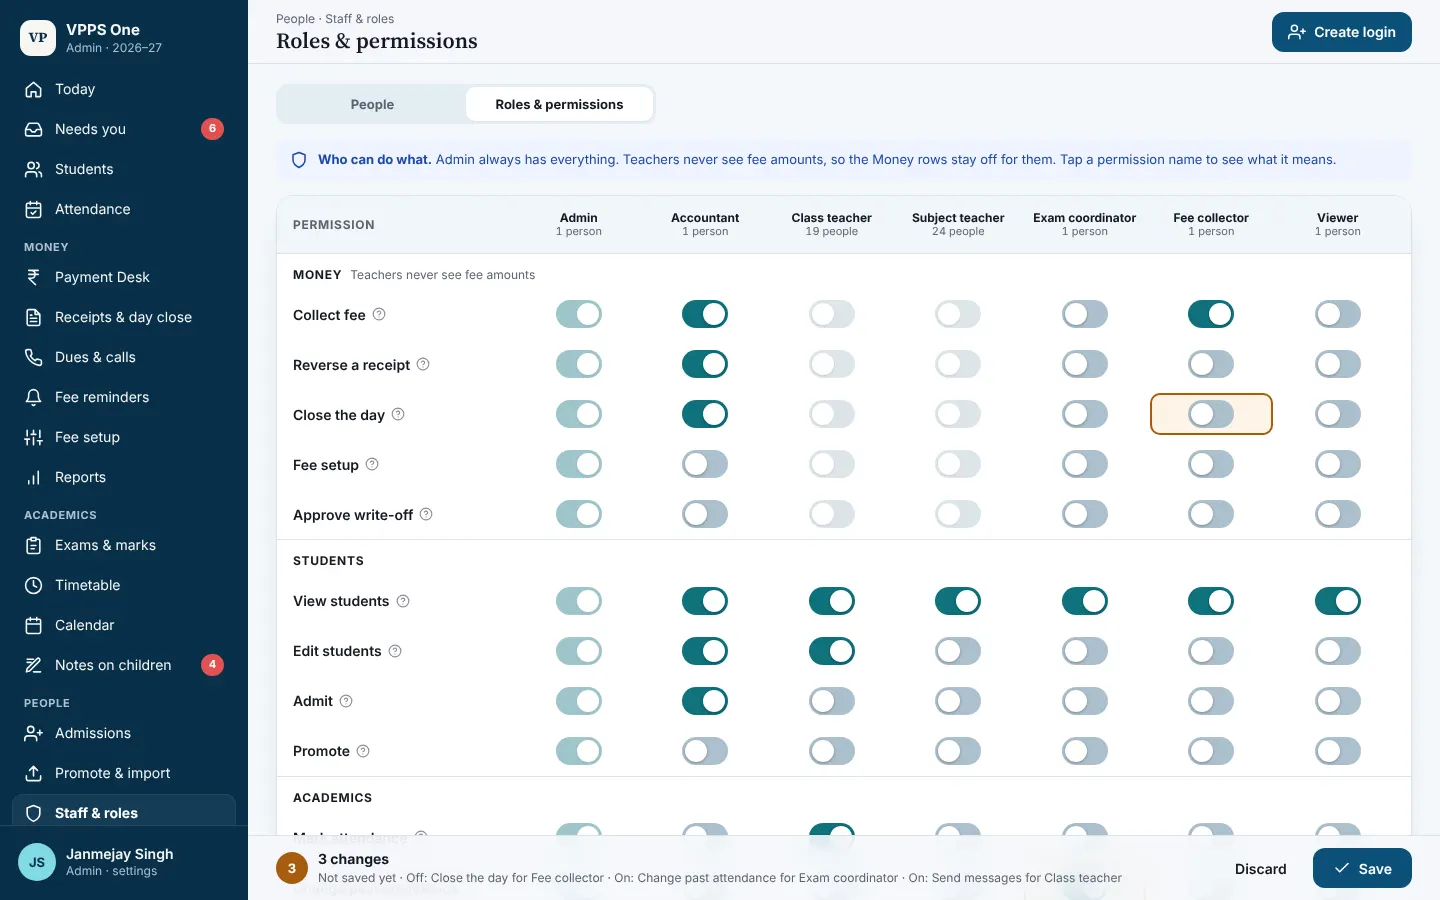 VP
VPPS One
Admin · 2026–27
Today
Needs you 6
Students
Attendance
MONEY
Payment Desk
Receipts & day close
Dues & calls
Fee reminders
Fee setup
Reports
ACADEMICS
Exams & marks
Timetable
Calendar
Notes on children 4
PEOPLE
Admissions
Promote & import
Staff & roles
JS
Janmejay Singh
Admin · settings
People · Staff & roles
Roles & permissions
Create login
People
Roles & permissions
Who can do what. Admin always has everything. Teachers never see fee amounts, so the Money rows stay off for them. Tap a permission name to see what it means.
PERMISSION
Admin
1 person
Accountant
1 person
Class teacher
19 people
Subject teacher
24 people
Exam coordinator
1 person
Fee collector
1 person
Viewer
1 person
MONEY Teachers never see fee amounts
Collect fee
Reverse a receipt
Close the day
Fee setup
Approve write-off
STUDENTS
View students
Edit students
Admit
Promote
ACADEMICS
Mark attendance
3
3 changes
Not saved yet · Off: Close the day for Fee collector · On: Change past attendance for Exam coordinator · On: Send messages for Class teacher
Discard
Save